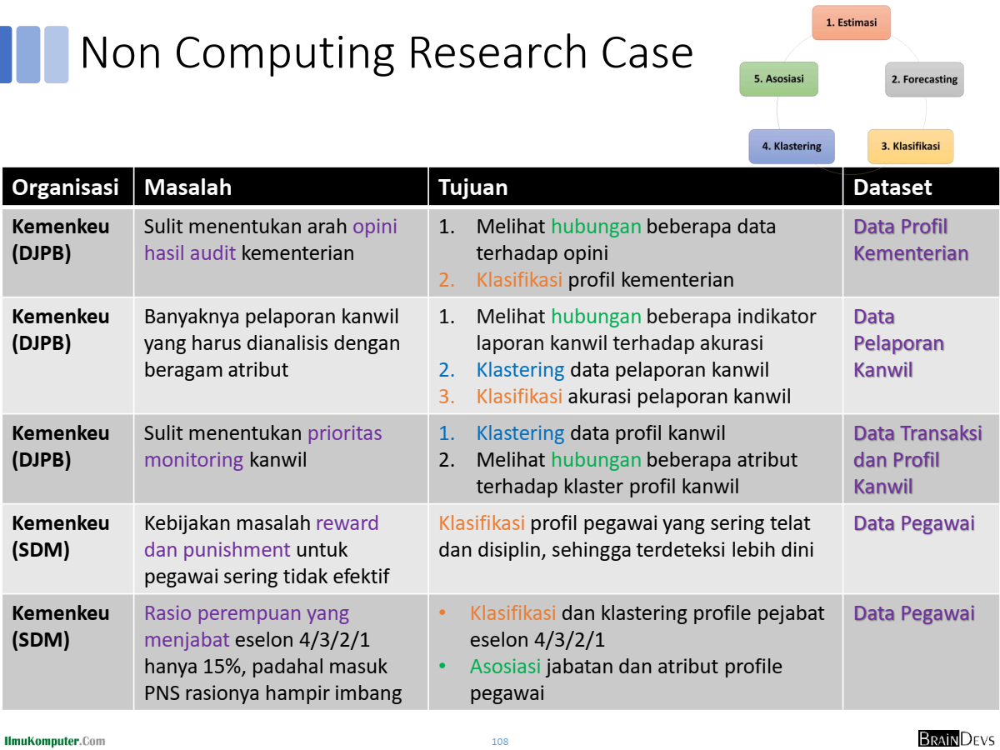 Non Computing Research Case
1. Estimasi
5. Asosiasi
2. Forecasting
4. Klastering
3. Klasifikasi
Organisasi
Masalah
Tujuan
Dataset
Kemenkeu
(DJPB)
Sulit menentukan arah opini
hasil audit kementerian
1. Melihat hubungan beberapa data
terhadap opini
2. Klasifikasi profil kementerian
Data Profil
Kementerian
Kemenkeu
(DJPB)
Banyaknya pelaporan kanwil
yang harus dianalisis dengan
beragam atribut
1. Melihat hubungan beberapa indikator
laporan kanwil terhadap akurasi
2. Klastering data pelaporan kanwil
3. Klasifikasi akurasi pelaporan kanwil
Data
Pelaporan
Kanwil
Kemenkeu
(DJPB)
Sulit menentukan prioritas
monitoring kanwil
1. Klastering data profil kanwil
2. Melihat hubungan beberapa atribut
terhadap klaster profil kanwil
Data Transaksi
dan Profil
Kanwil
Kemenkeu
(SDM)
Kebijakan masalah reward
dan punishment untuk
pegawai sering tidak efektif
Klasifikasi profil pegawai yang sering telat
dan disiplin, sehingga terdeteksi lebih dini
Data Pegawai
Kemenkeu
(SDM)
Rasio perempuan yang
menjabat eselon 4/3/2/1
hanya 15%, padahal masuk
PNS rasionya hampir imbang
• Klasifikasi dan klastering profile pejabat
eselon 4/3/2/1
• Asosiasi jabatan dan atribut profile
pegawai
Data Pegawai
IlmuKomputer.Com
108
BRAINDEVS